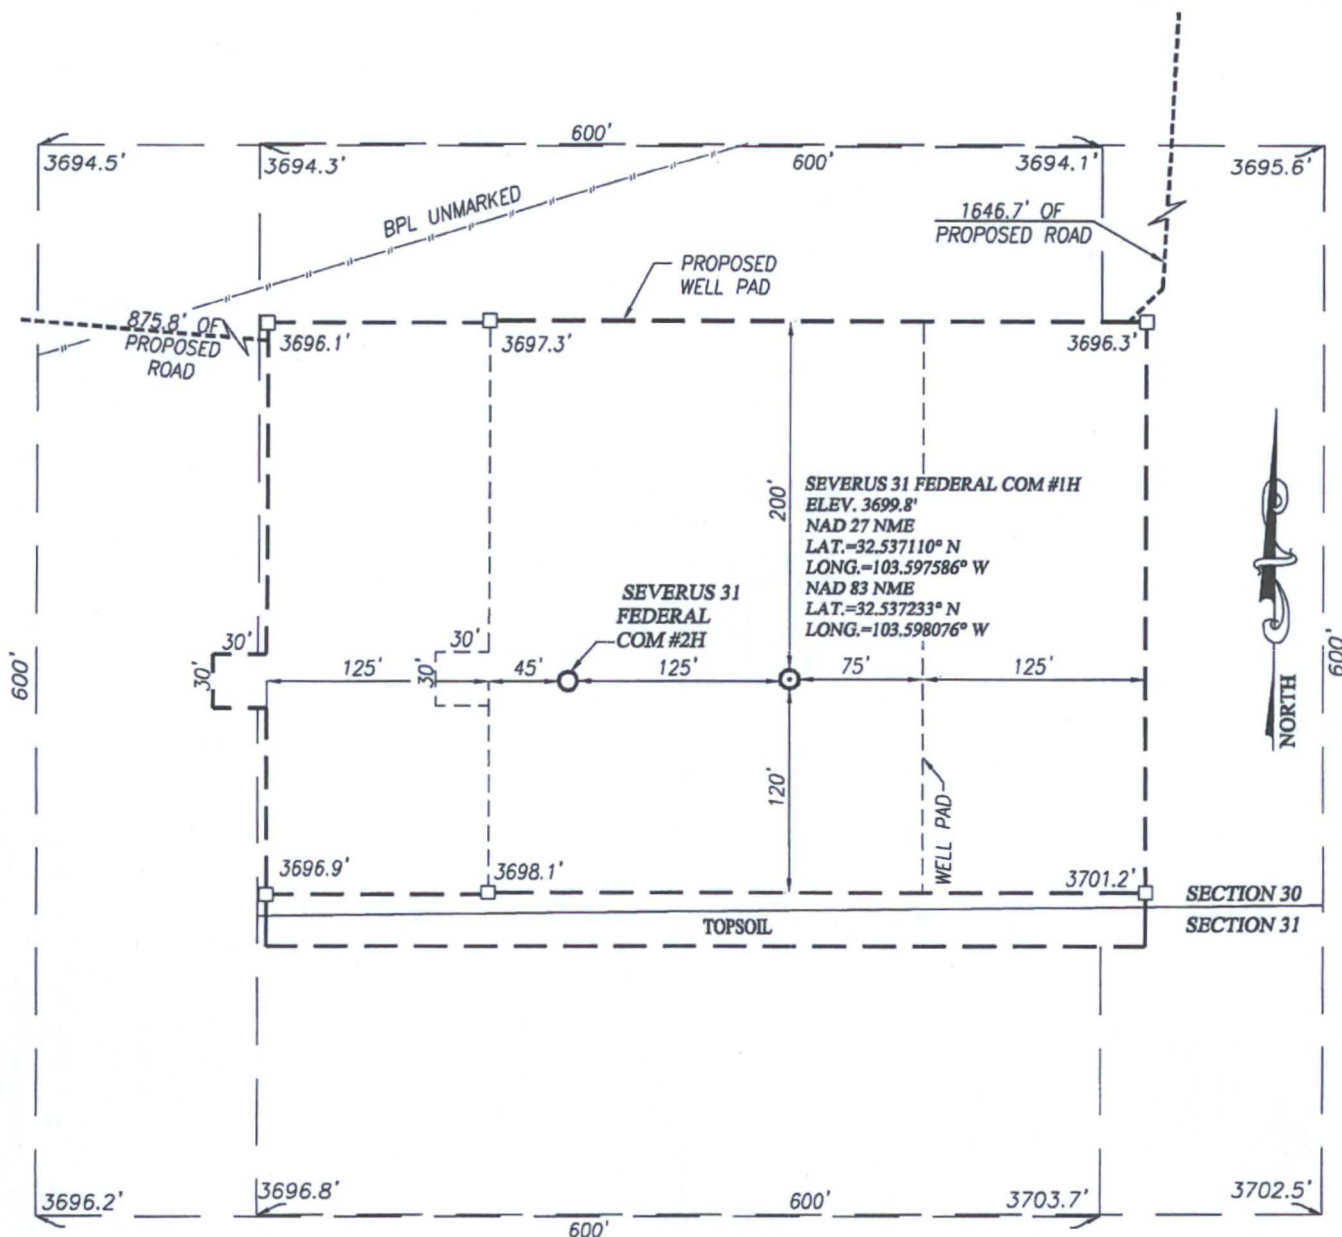 600'
3694.5'
3694.3'
600'
3694.1'
3695.6'
BPL UNMARKED
1646.7' OF
PROPOSED ROAD
PROPOSED
WELL PAD
875.8' OF
PROPOSED
ROAD
3696.1'
3697.3'
3696.3'
200'
SEVERUS 31 FEDERAL COM #1H
ELEV. 3699.8'
NAD 27 NME
LAT.=32.537110° N
LONG.=103.597586° W
NAD 83 NME
LAT.=32.537233° N
LONG.=103.598076° W
SEVERUS 31
FEDERAL
COM #2H
30'
30'
30'
30'
125'
45'
125'
75'
125'
600'
600'
NORTH
120'
WELL PAD
3696.9'
3698.1'
3701.2'
SECTION 30
TOPSOIL
SECTION 31
3696.2'
3696.8'
600'
3703.7'
3702.5'
600'